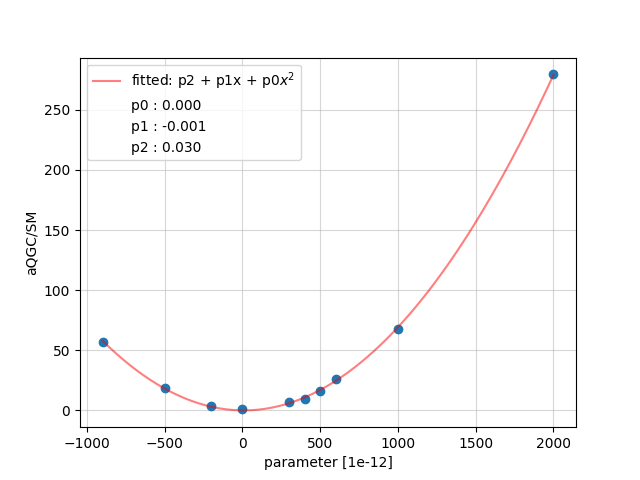 fitted: p2 + p1x + p0x²
p0 : 0.000
p1 : -0.001
p2 : 0.030
250
200
150
100
50
0
aQGC/SM
−1000 −500 0 500 1000 1500 2000
parameter [1e-12]